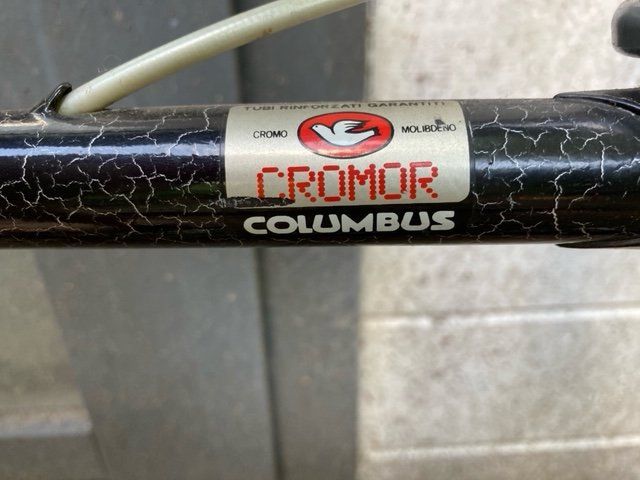 TUBI RINFORZATI GARANTITI
CROMO MOLIBDENO
CROMOR
COLUMBUS